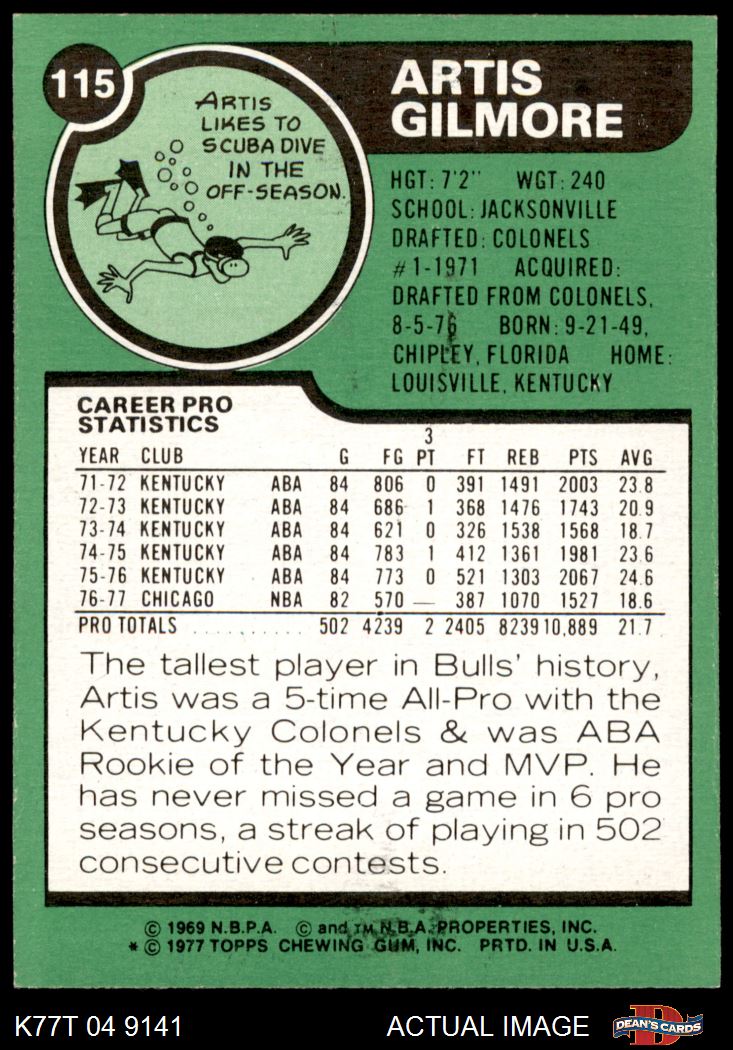 115
ARTIS
LIKES TO
SCUBA DIVE
IN THE
OFF-SEASON.
ARTIS
GILMORE
HGT: 7'2" WGT: 240
SCHOOL: JACKSONVILLE
DRAFTED: COLONELS
#1-1971 ACQUIRED:
DRAFTED FROM COLONELS,
8-5-76 BORN: 9-21-49,
CHIPLEY, FLORIDA HOME:
LOUISVILLE, KENTUCKY
CAREER PRO
STATISTICS
YEAR CLUB G FG 3 PT FT REB PTS AVG
71-72 KENTUCKY ABA 84 806 0 391 1491 2003 23.8
72-73 KENTUCKY ABA 84 686 1 368 1476 1743 20.9
73-74 KENTUCKY ABA 84 621 0 326 1538 1568 18.7
74-75 KENTUCKY ABA 84 783 1 412 1361 1981 23.6
75-76 KENTUCKY ABA 84 773 0 521 1303 2067 24.6
76-77 CHICAGO NBA 82 570 — 387 1070 1527 18.6
PRO TOTALS .......... 502 4239 2 2405 8239 10,889 21.7
The tallest player in Bulls' history,
Artis was a 5-time All-Pro with the
Kentucky Colonels & was ABA
Rookie of the Year and MVP. He
has never missed a game in 6 pro
seasons, a streak of playing in 502
consecutive contests.
© 1969 N.B.P.A. © and TM N.B.A. PROPERTIES, INC.
* © 1977 TOPPS CHEWING GUM, INC. PRTD. IN U.S.A.
K77T 04 9141 ACTUAL IMAGE D DEAN'S CARDS